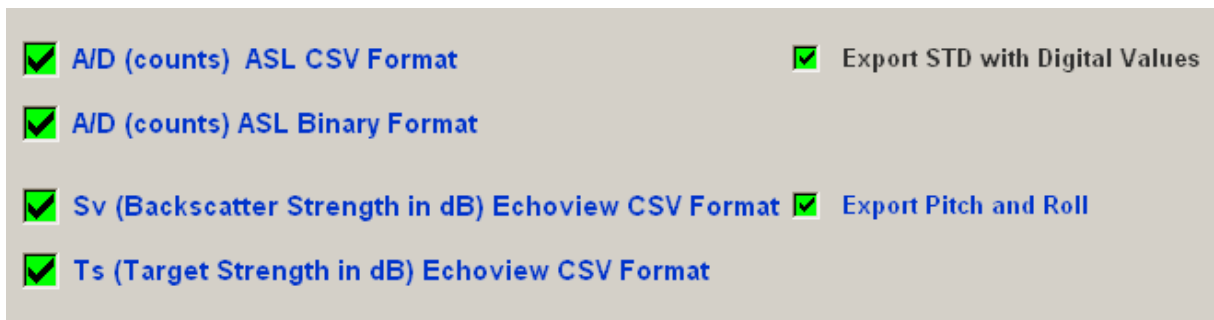 A/D (counts)  ASL CSV Format
Export STD with Digital Values
A/D (counts) ASL Binary Format
Sv (Backscatter Strength in dB) Echoview CSV Format
Export Pitch and Roll
Ts (Target Strength in dB) Echoview CSV Format